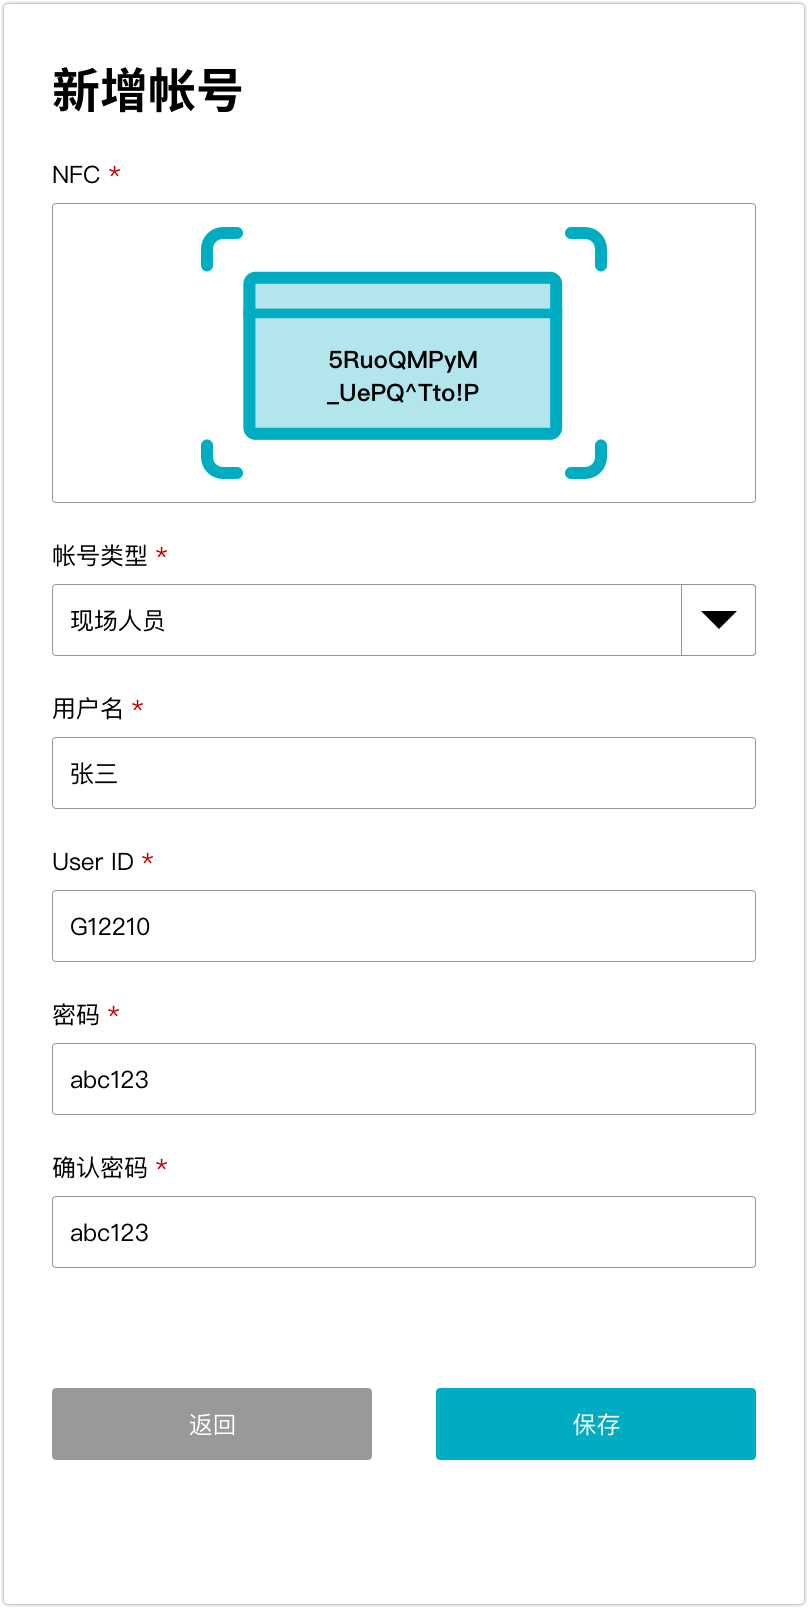 新增帐号
NFC *
5RuoQMPyM
_UePQ^Tto!P
帐号类型 *
现场人员
用户名 *
张三
User ID *
G12210
密码 *
abc123
确认密码 *
abc123
返回
保存